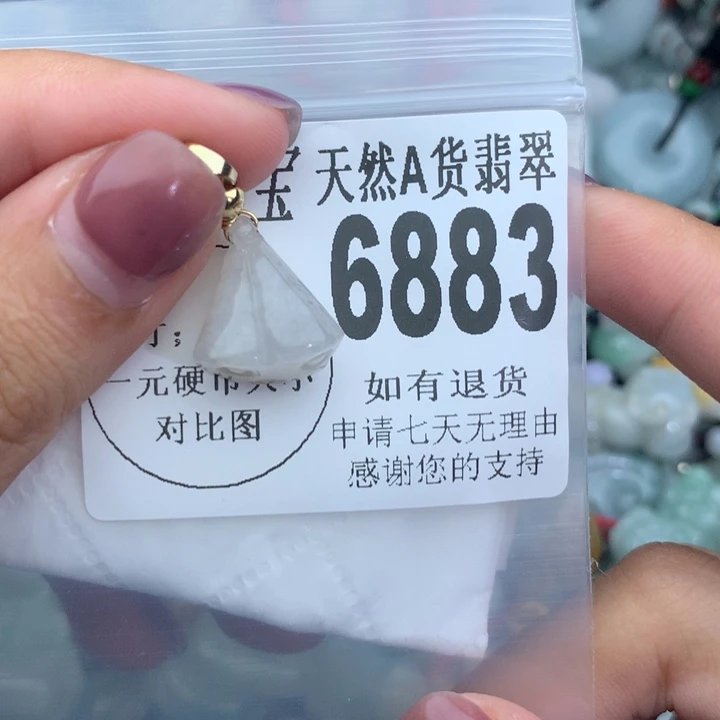 宝 天然A货翡翠
6883
一元硬币大小
对比图
如有退货
申请七天无理由
感谢您的支持